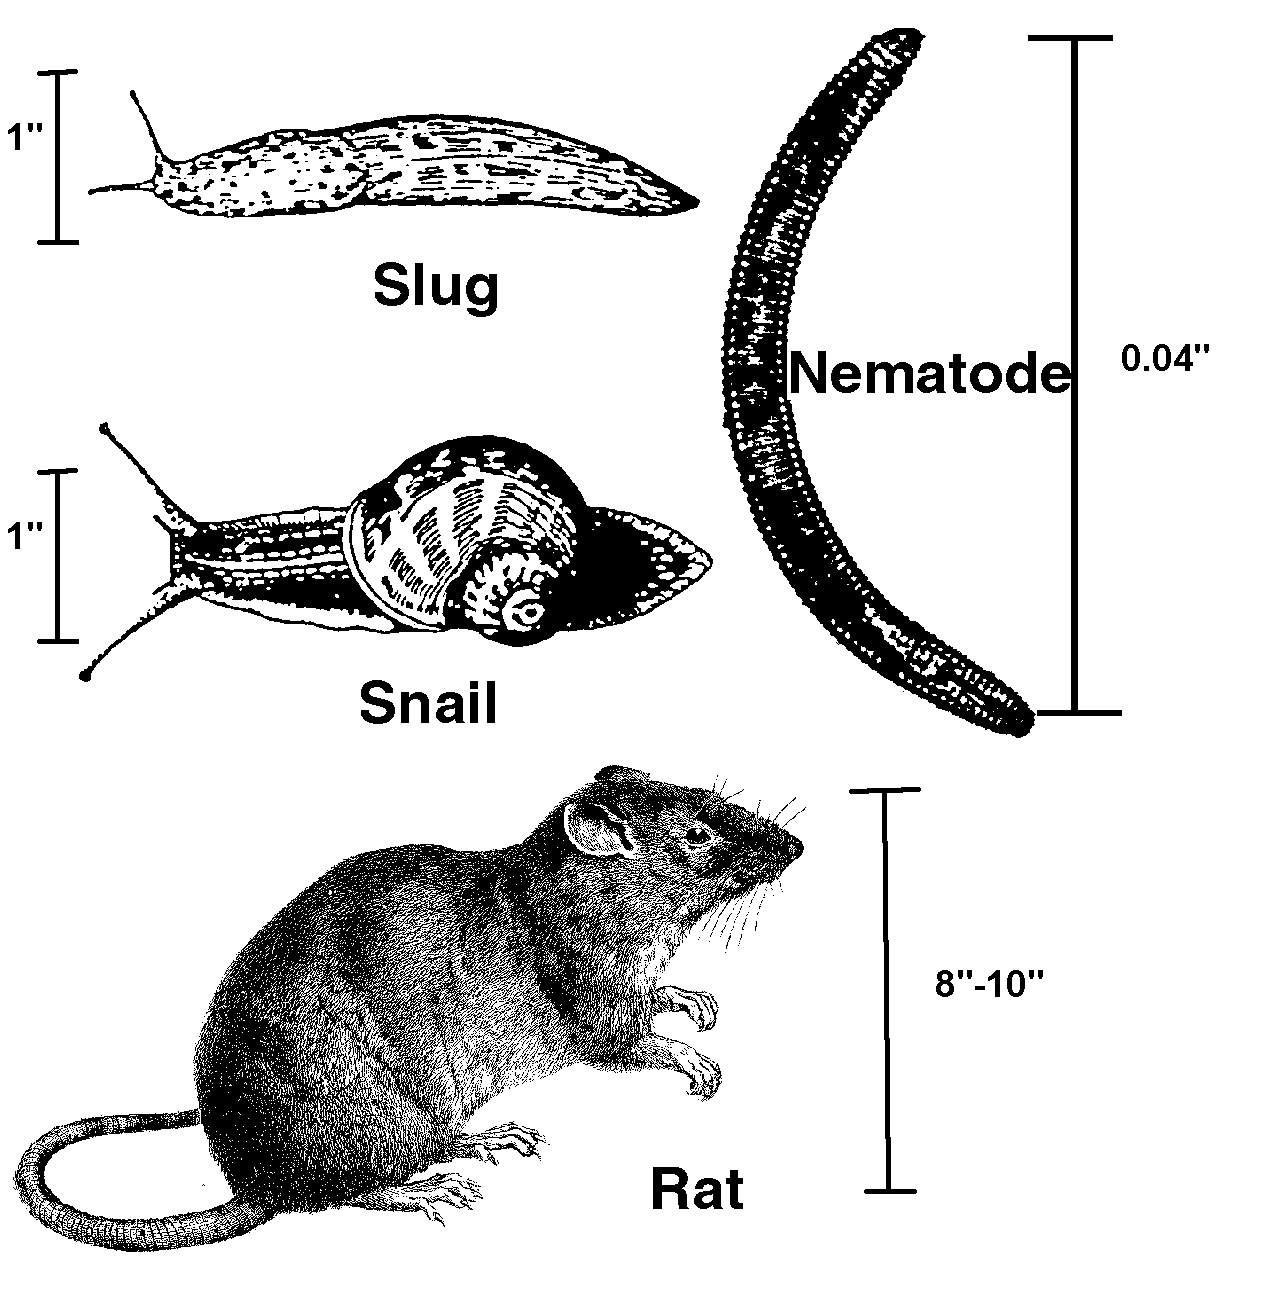 1"
Slug
Nematode
0.04"
1"
Snail
8"-10"
Rat